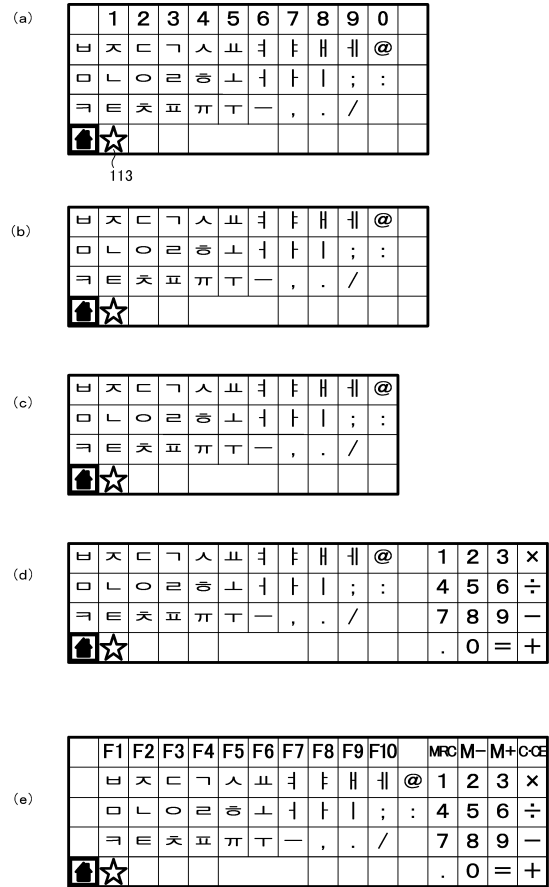 (a)
1 2 3 4 5 6 7 8 9 0
ㅂ ㅈ ㄷ ㄱ ㅅ ㅛ ㅕ ㅑ ㅐ ㅔ @
ㅁ ㄴ ㅇ ㄹ ㅎ ㅗ ㅓ ㅏ ㅣ ; :
ㅋ ㅌ ㅊ ㅍ ㅠ ㅜ ㅡ , . /
113
(b)
ㅂ ㅈ ㄷ ㄱ ㅅ ㅛ ㅕ ㅑ ㅐ ㅔ @
ㅁ ㄴ ㅇ ㄹ ㅎ ㅗ ㅓ ㅏ ㅣ ; :
ㅋ ㅌ ㅊ ㅍ ㅠ ㅜ ㅡ , . /
(c)
ㅂ ㅈ ㄷ ㄱ ㅅ ㅛ ㅕ ㅑ ㅐ ㅔ @
ㅁ ㄴ ㅇ ㄹ ㅎ ㅗ ㅓ ㅏ ㅣ ; :
ㅋ ㅌ ㅊ ㅍ ㅠ ㅜ ㅡ , . /
(d)
ㅂ ㅈ ㄷ ㄱ ㅅ ㅛ ㅕ ㅑ ㅐ ㅔ @ 1 2 3 ×
ㅁ ㄴ ㅇ ㄹ ㅎ ㅗ ㅓ ㅏ ㅣ ; : 4 5 6 ÷
ㅋ ㅌ ㅊ ㅍ ㅠ ㅜ ㅡ , . / 7 8 9 −
. 0 = +
(e)
F1 F2 F3 F4 F5 F6 F7 F8 F9 F10 MRC M− M+ C·CE
ㅂ ㅈ ㄷ ㄱ ㅅ ㅛ ㅕ ㅑ ㅐ ㅔ @ 1 2 3 ×
ㅁ ㄴ ㅇ ㄹ ㅎ ㅗ ㅓ ㅏ ㅣ ; : 4 5 6 ÷
ㅋ ㅌ ㅊ ㅍ ㅠ ㅜ ㅡ , . / 7 8 9 −
. 0 = +